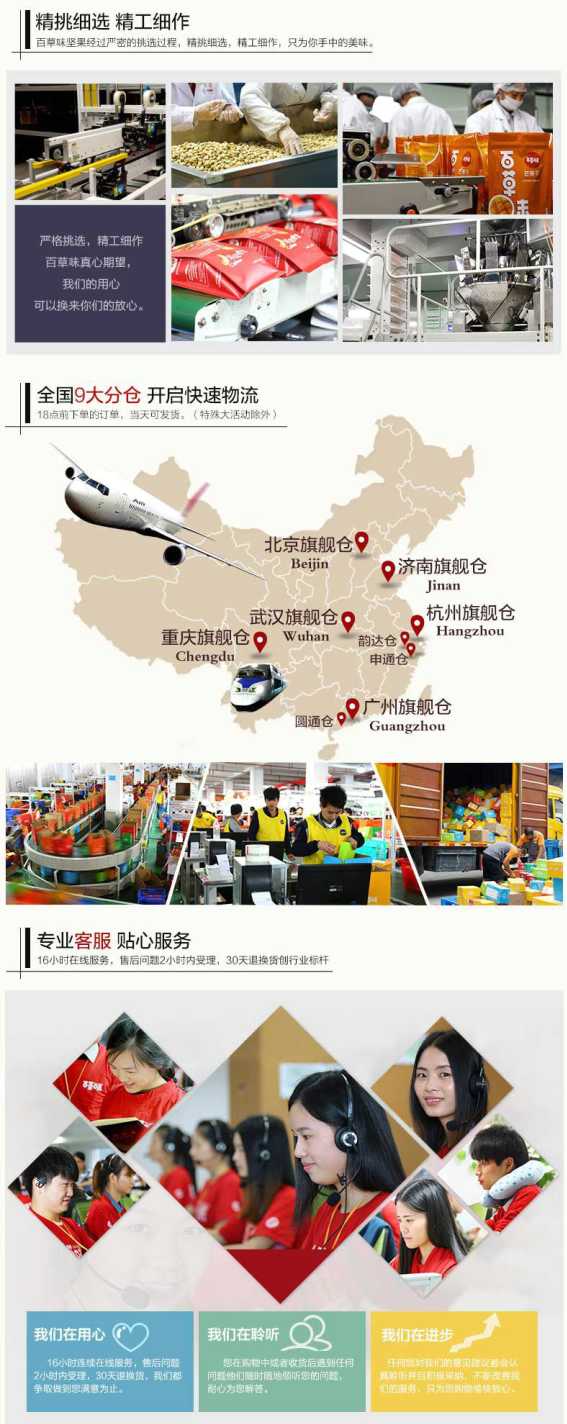 精挑细选 精工细作
百草味坚果经过严密的挑选过程，精挑细选，精工细作，只为你手中的美味。
严格挑选，精工细作
百草味真心期望，
我们的用心
可以换来你们的放心。
全国9大分仓 开启快速物流
18点前下单的订单，当天可发货。（特殊大活动除外）
北京旗舰仓
Beijin
济南旗舰仓
Jinan
武汉旗舰仓
Wuhan
杭州旗舰仓
Hangzhou
韵达仓
申通仓
重庆旗舰仓
Chengdu
广州旗舰仓
Guangzhou
圆通仓
专业客服 贴心服务
16小时在线服务，售后问题2小时内受理，30天退换货创行业标杆
我们在用心
16小时连续在线服务，售后问题
2小时内受理，30天退换货，我们都
争取做到您满意为止。
我们在聆听
您在购物中或者收货后遇到任何
问题他们随时随地倾听您的问题，
耐心为您解答。
我们在进步
任何您对我们的意见建议都会认
真聆听并且积极采纳，不断改善我
们的服务，只为您购物愉快放心。